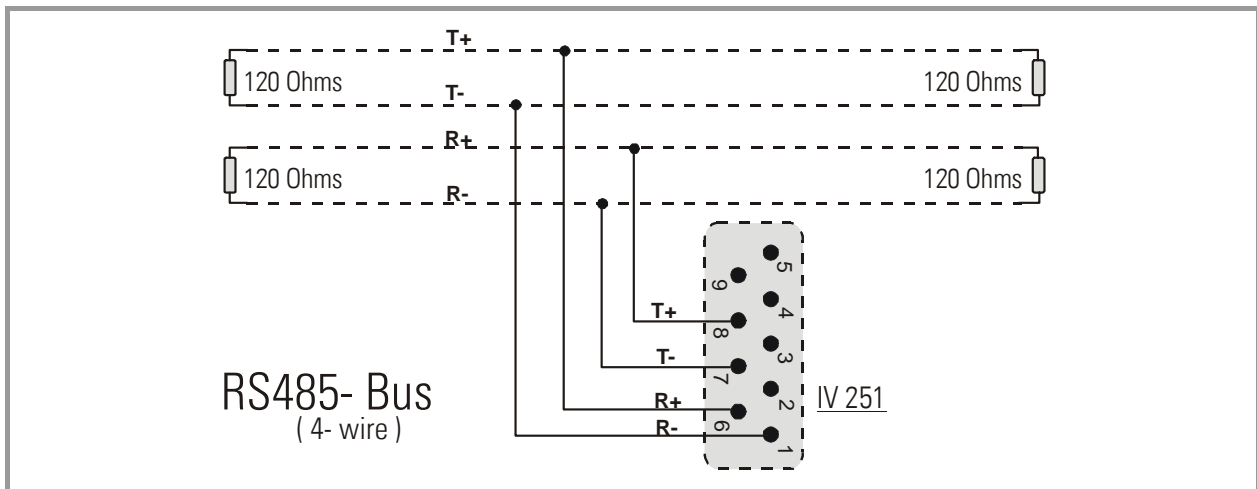 T+
120 Ohms
120 Ohms
T-
R+
120 Ohms
120 Ohms
R-
5
9
4
T+
8
3
T-
7
2
R+
6
R-
1
IV 251
RS485- Bus
( 4- wire )